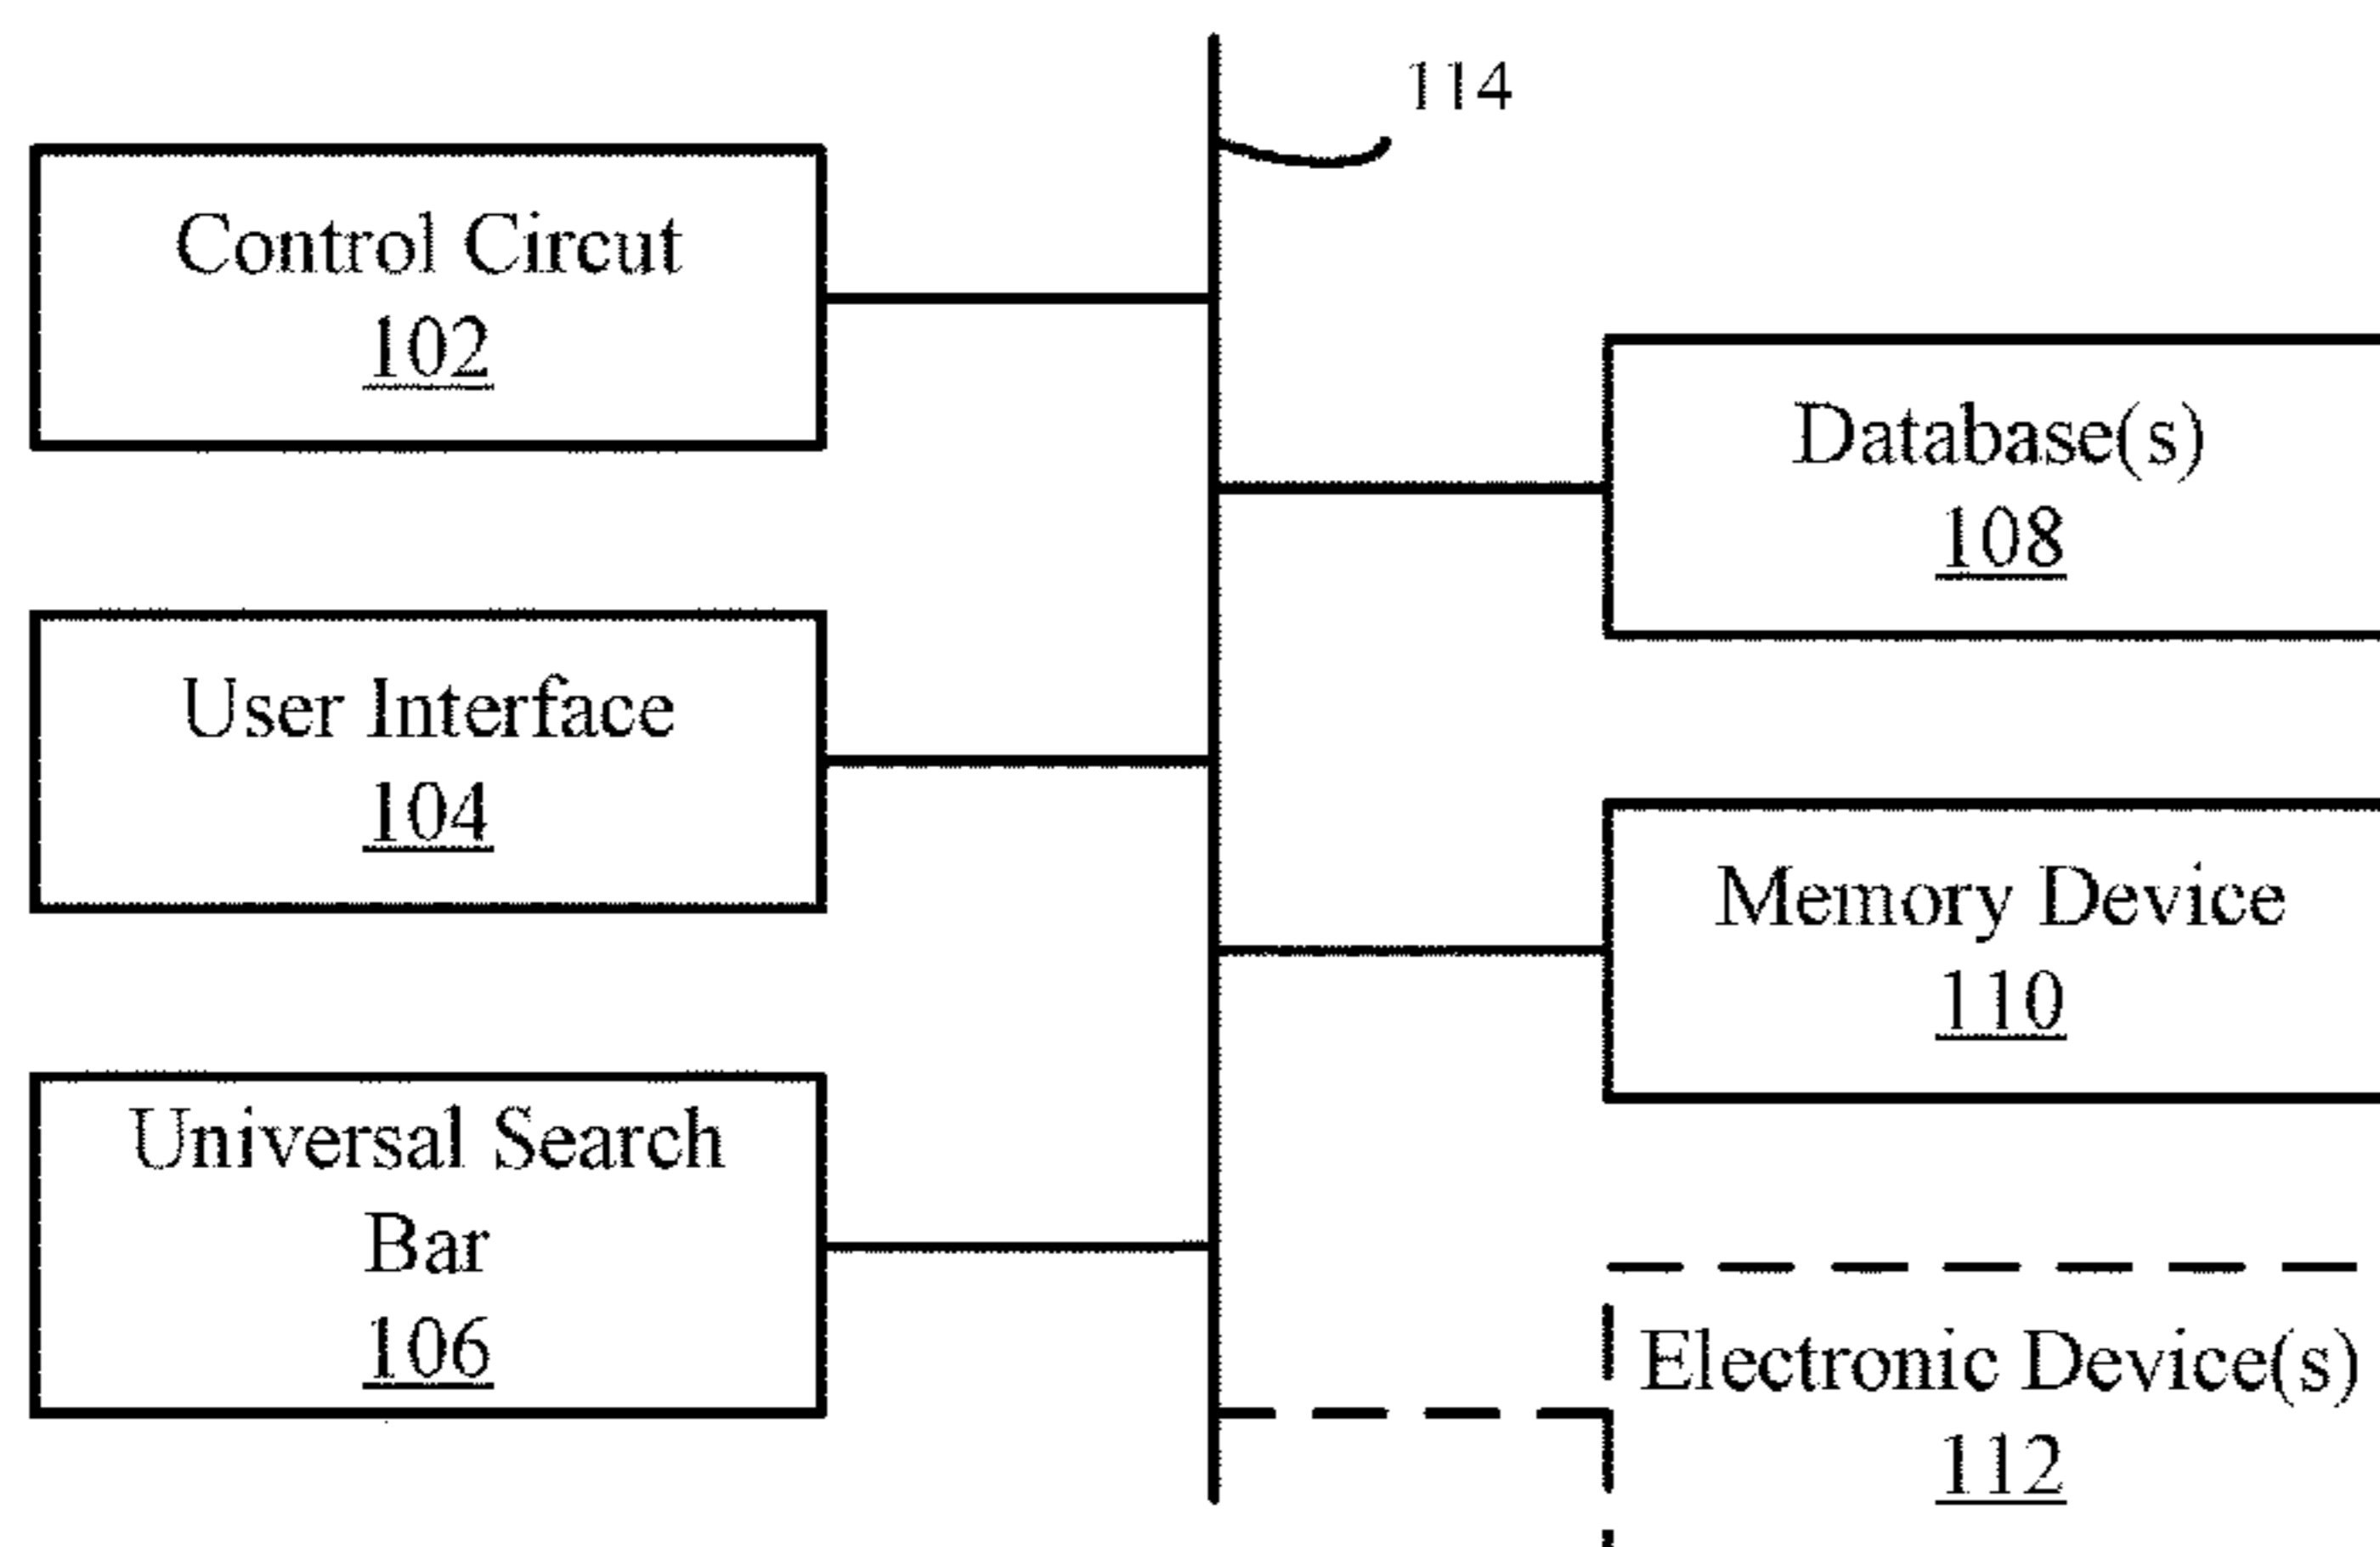 114
Control Circut
102
Database(s)
108
User Interface
104
Memory Device
110
Universal Search
Bar
106
Electronic Device(s)
112